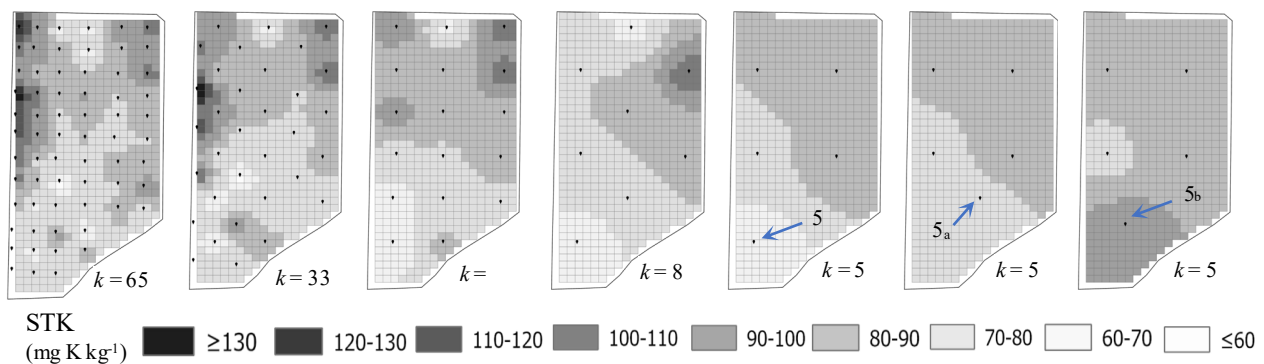 5
5a
5b
k = 65
k = 33
k =
k = 8
k = 5
k = 5
k = 5
STK
(mg K kg-1)
≥130
120-130
110-120
100-110
90-100
80-90
70-80
60-70
≤60